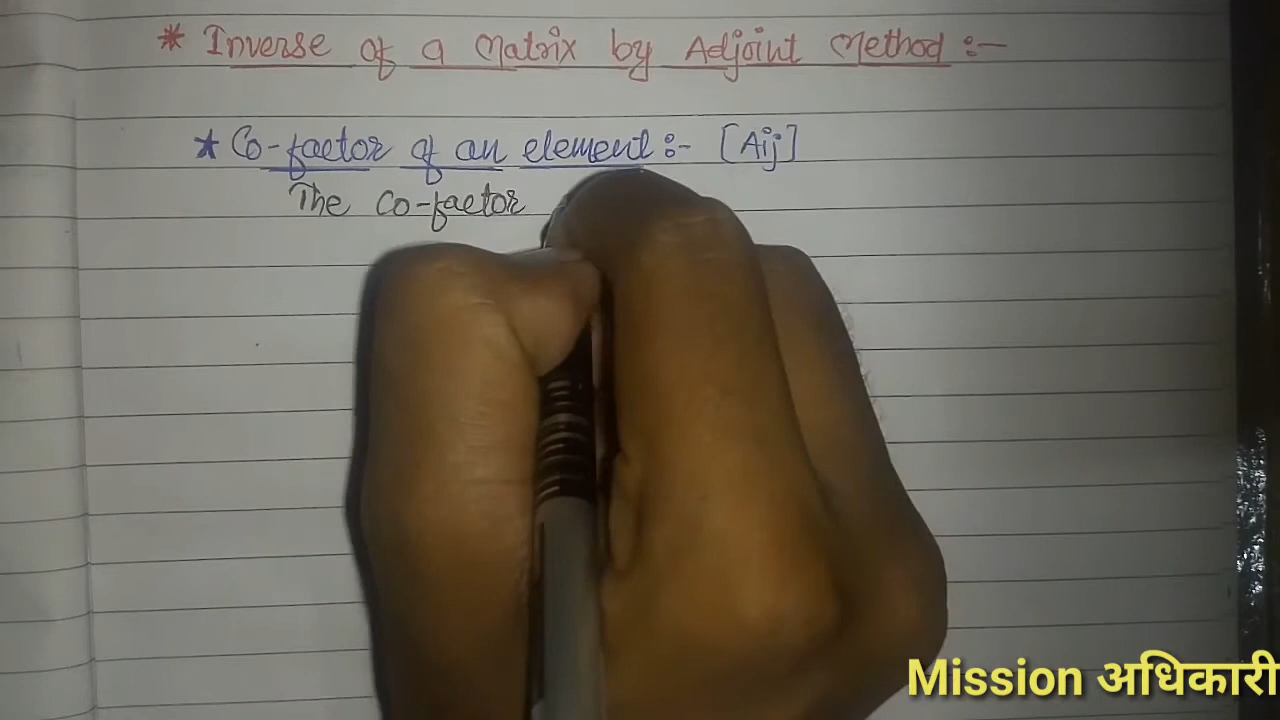 * Inverse of a Matrix by Adjoint Method :-
* Co-factor of an element :- [Aij]
The Co-factor
Mission अधिकारी